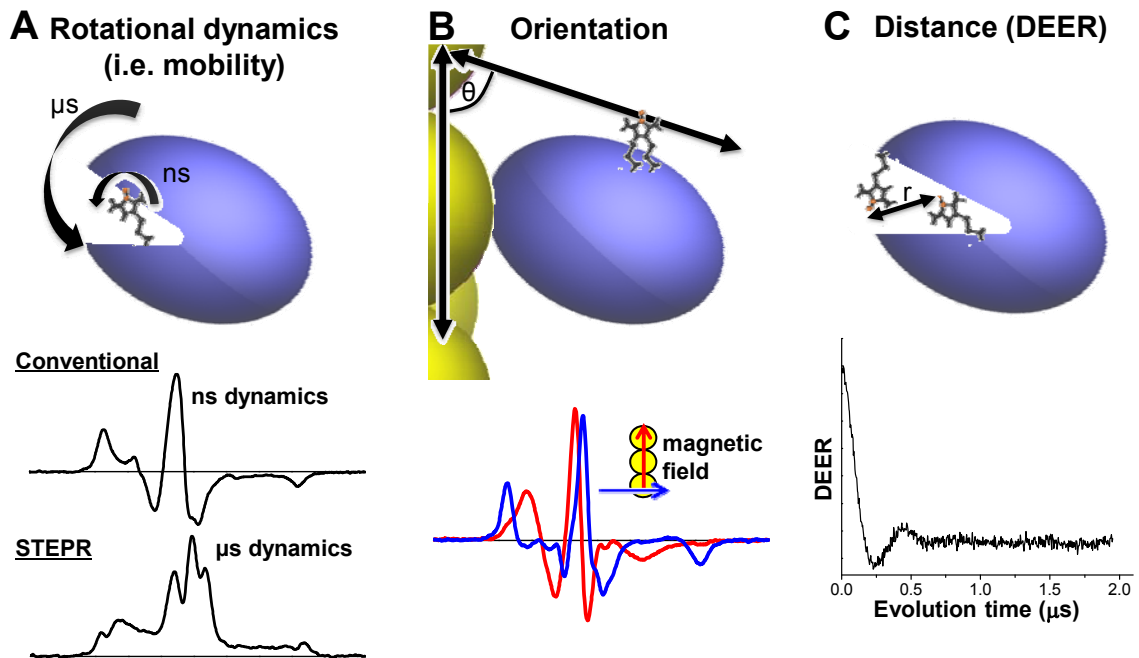 A Rotational dynamics
(i.e. mobility)
µs
ns
Conventional
ns dynamics
STEPR
µs dynamics
B Orientation
θ
magnetic
field
C Distance (DEER)
r
DEER
0.0 0.5 1.0 1.5 2.0
Evolution time (µs)